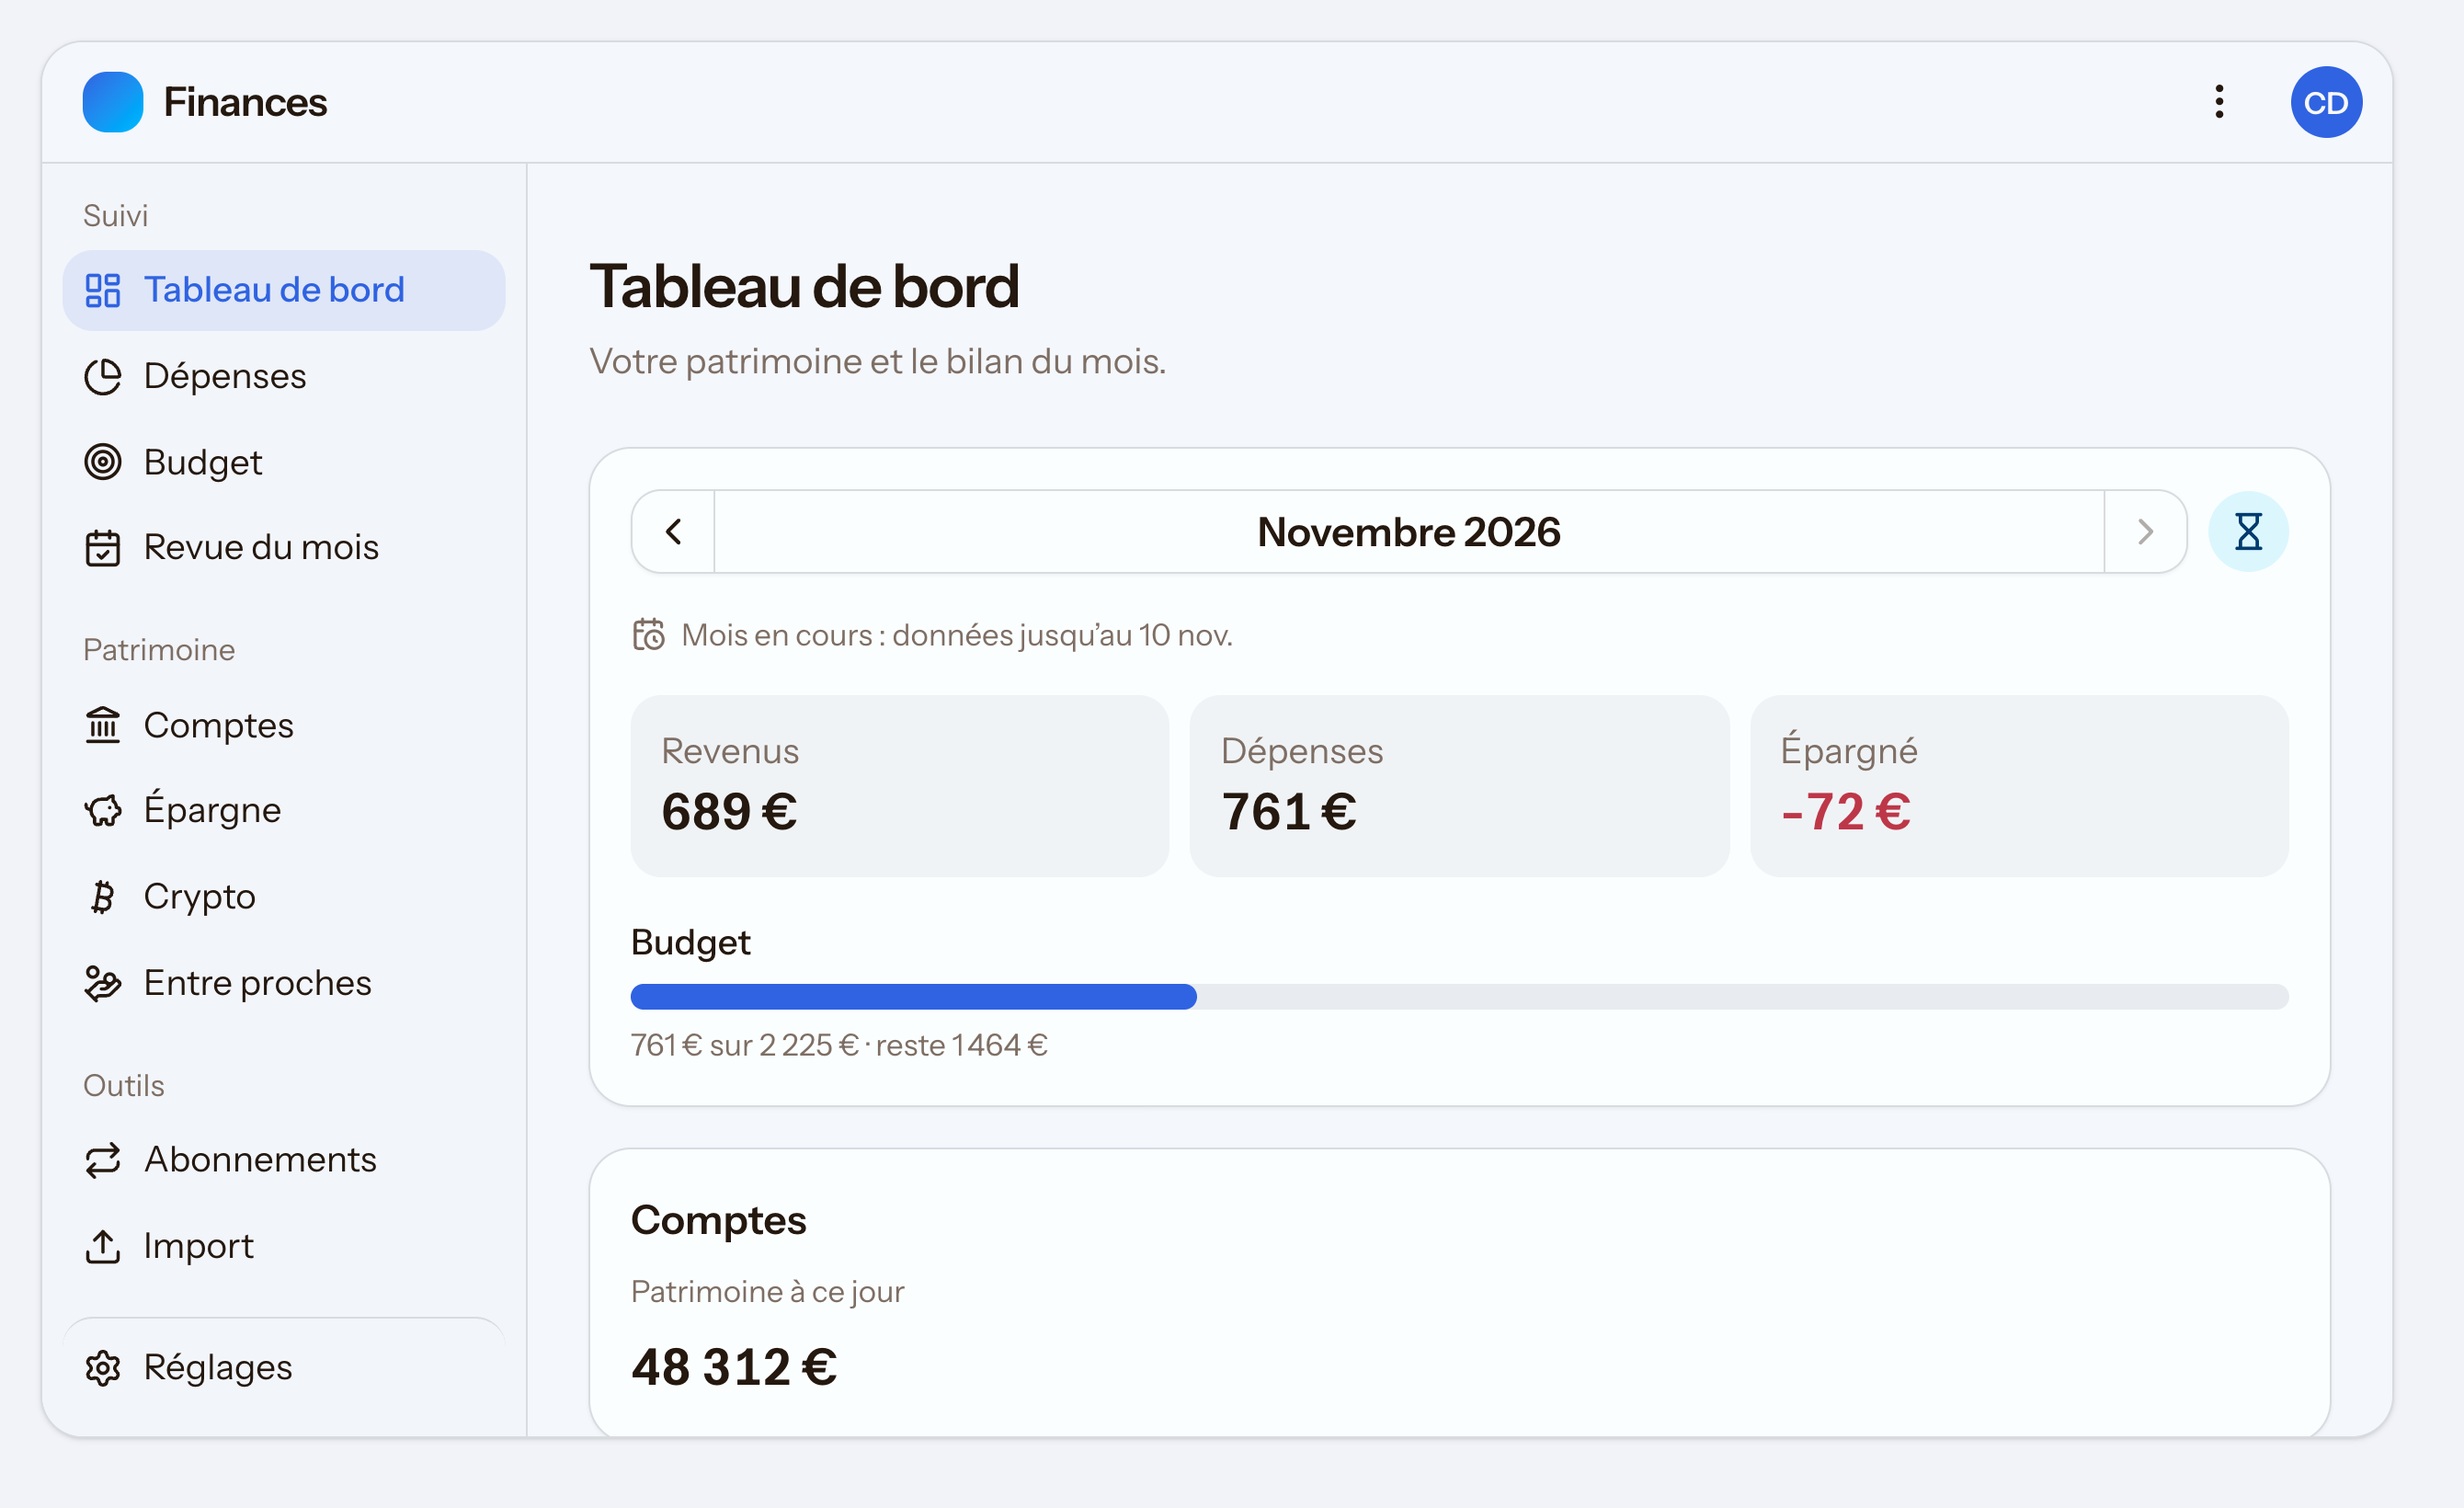 Finances
CD
Suivi
Tableau de bord
Dépenses
Budget
Revue du mois
Patrimoine
Comptes
Épargne
Crypto
Entre proches
Outils
Abonnements
Import
Réglages
Tableau de bord
Votre patrimoine et le bilan du mois.
Novembre 2026
Mois en cours : données jusqu’au 10 nov.
Revenus
689 €
Dépenses
761 €
Épargné
-72 €
Budget
761 € sur 2 225 € · reste 1 464 €
Comptes
Patrimoine à ce jour
48 312 €